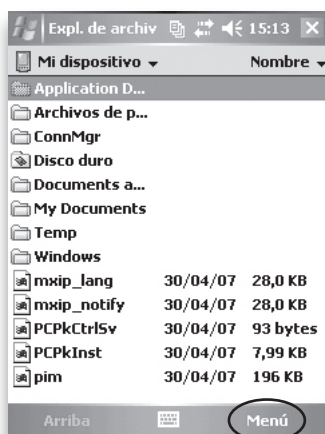 Expl. de archiv 15:13
Mi dispositivo Nombre
Application D...
Archivos de p...
ConnMgr
Disco duro
Documents a...
My Documents
Temp
Windows
mxip_lang 30/04/07 28,0 KB
mxip_notify 30/04/07 28,0 KB
PCPkCtrlSv 30/04/07 93 bytes
PCPkInst 30/04/07 7,99 KB
pim 30/04/07 196 KB
Arriba Menú